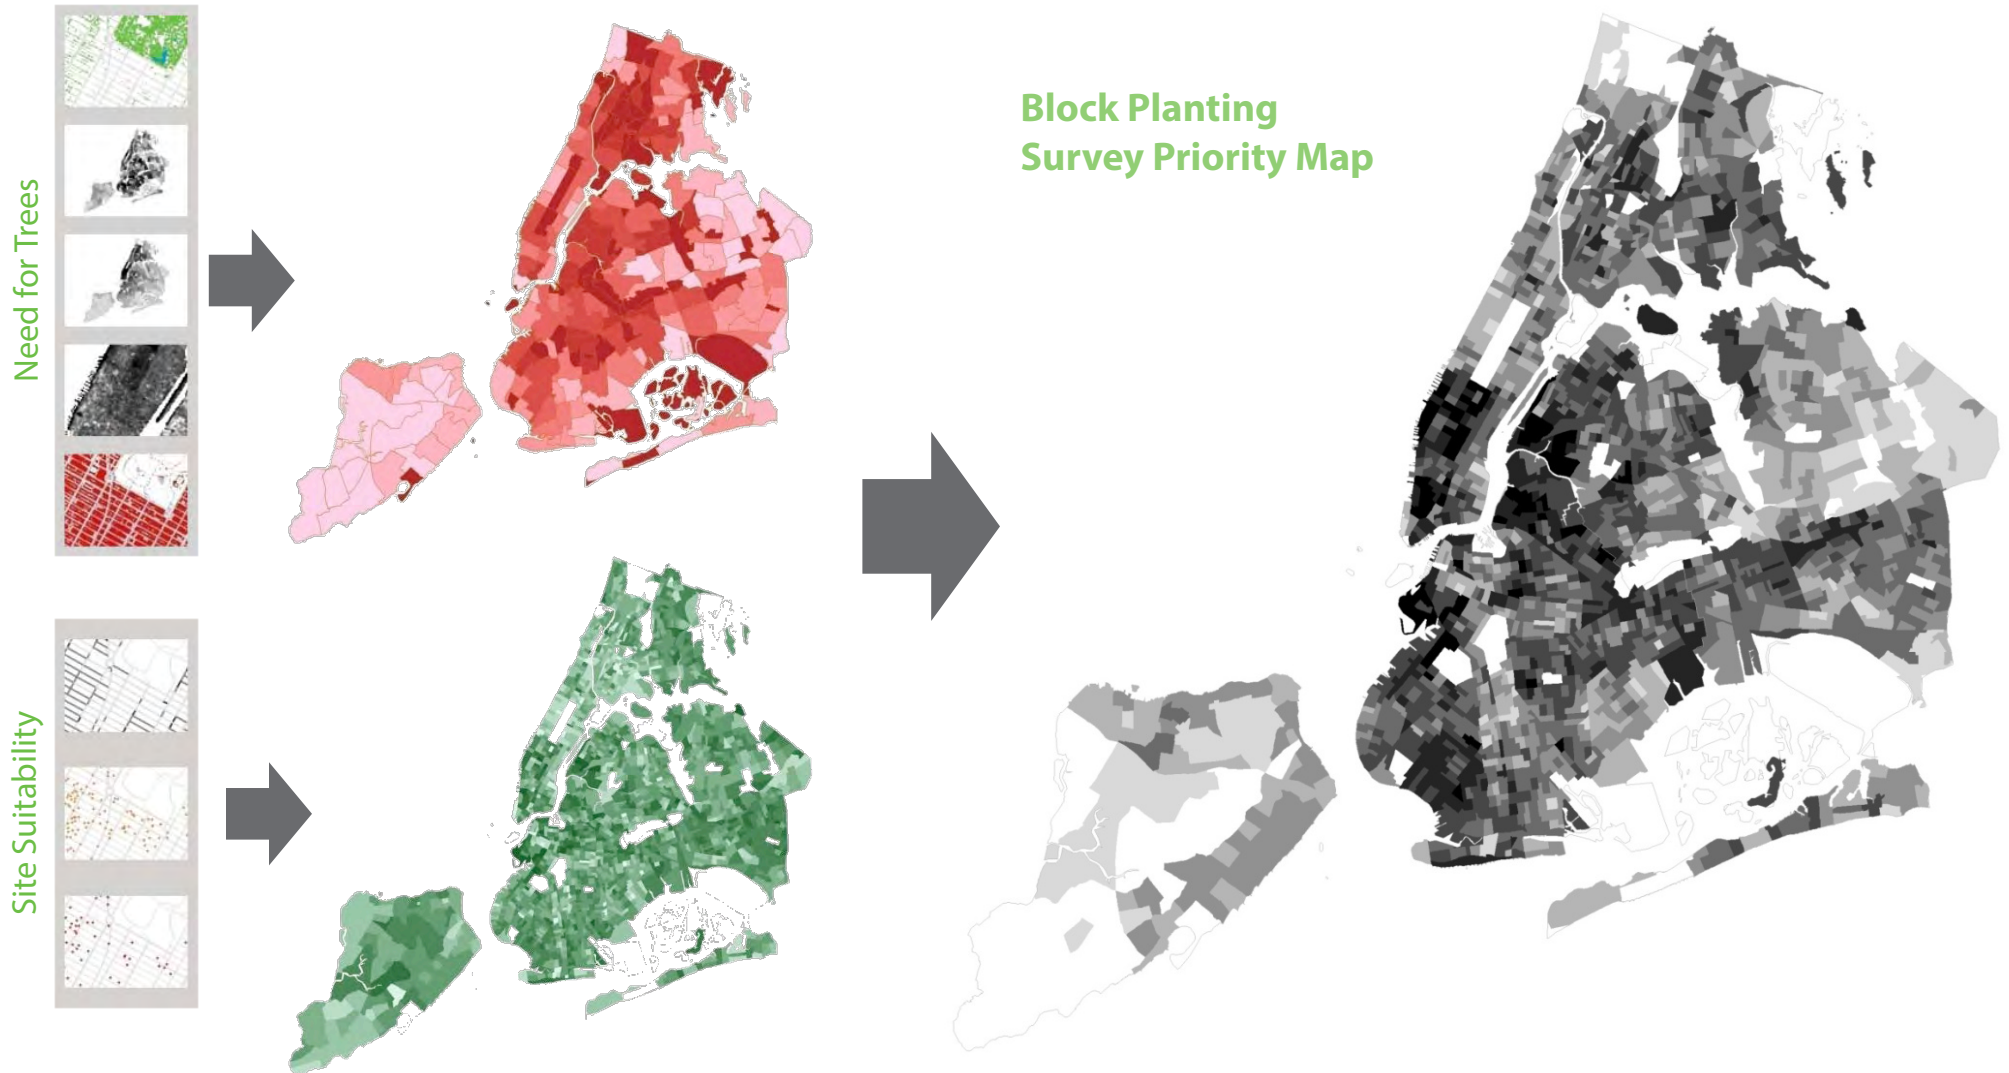 Need for Trees
Site Suitability
Block Planting
Survey Priority Map